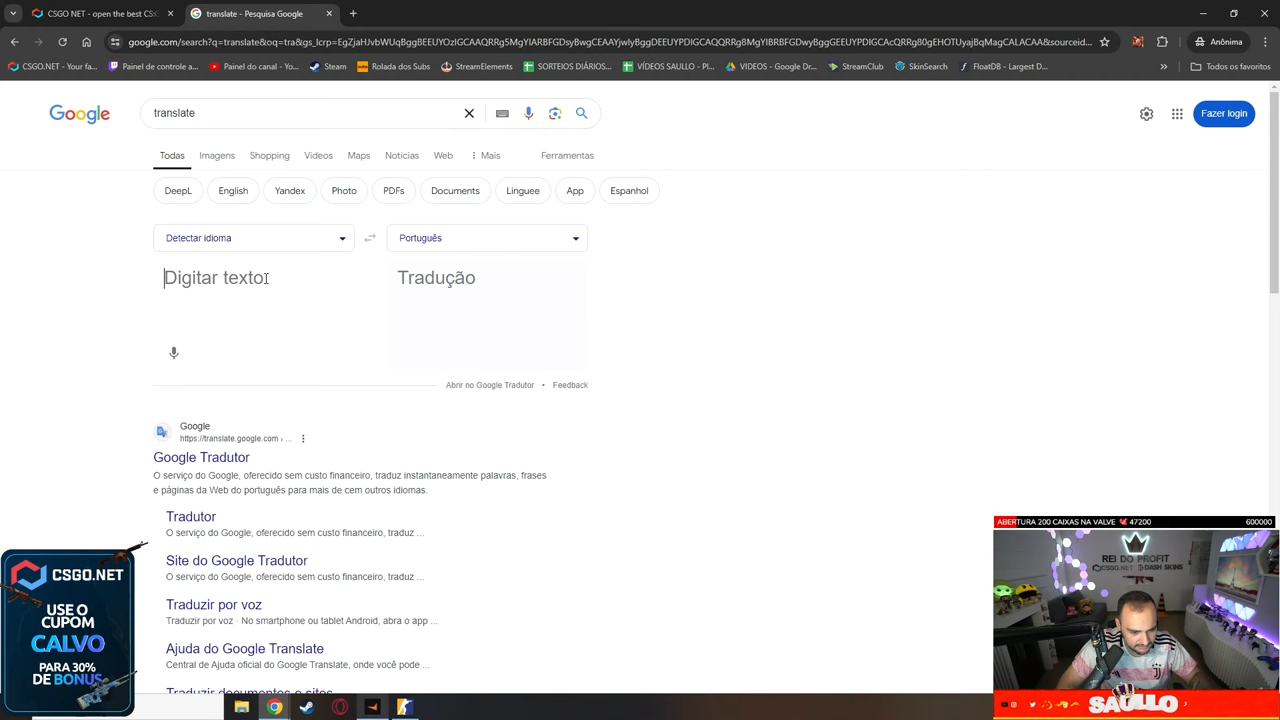 CSGO NET - open the best CS
translate - Pesquisa Google
google.com/search?q=translate&oq=tra&gs_lcrp=
Anônima
CSGO.NET - Your fa...
Painel de controle a...
Painel do canal - Yo...
Steam
Rolada dos Subs
StreamElements
SORTEIOS DIÁRIOS...
VÍDEOS SAULLO - Pl...
VIDEOS - Google Dr...
StreamClub
SkinSearch
FloatDB - Largest D...
Todos os favoritos
Google
translate
Fazer login
Todas
Imagens
Shopping
Vídeos
Maps
Notícias
Web
Mais
Ferramentas
DeepL
English
Yandex
Photo
PDFs
Documents
Linguee
App
Espanhol
Detectar idioma
Português
Digitar texto
Tradução
Abrir no Google Tradutor • Feedback
Google
https://translate.google.com › ...
Google Tradutor
O serviço do Google, oferecido sem custo financeiro, traduz instantaneamente palavras, frases
e páginas da Web do português para mais de cem outros idiomas.
Tradutor
O serviço do Google, oferecido sem custo financeiro, traduz ...
Site do Google Tradutor
O serviço do Google, oferecido sem custo financeiro, traduz ...
Traduzir por voz
Traduzir por voz · No smartphone ou tablet Android, abra o app ...
Ajuda do Google Translate
Central de Ajuda oficial do Google Translate, onde você pode ...
Traduzir documentos e sites
CSGO.NET
USE O
CUPOM
CALVO
PARA 30%
DE BONUS
ABERTURA 200 CAIXAS NA VALVE 47200
600000
REI DO PROFIT
CSGO.NET
DASH SKINS
SAULLO